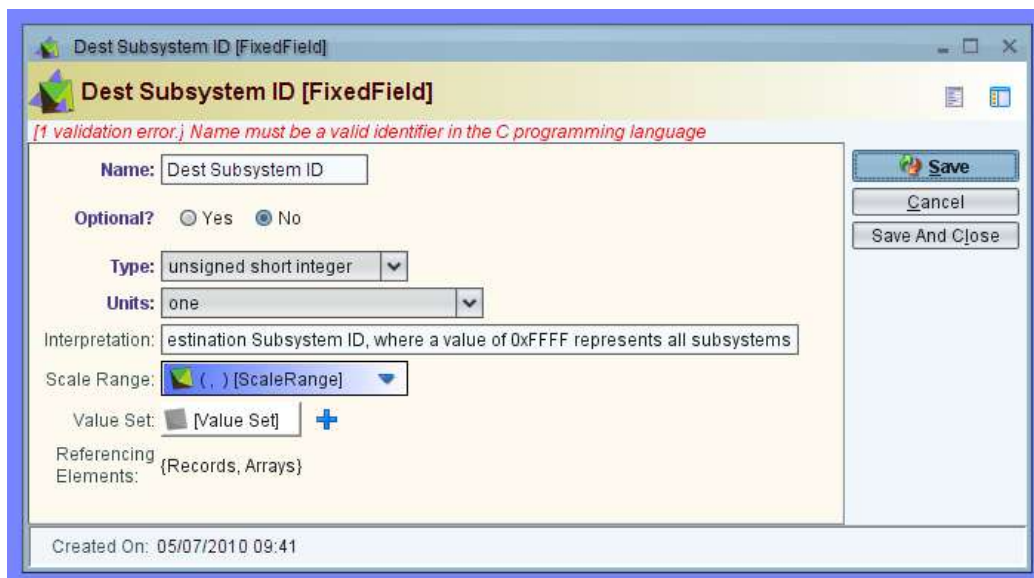 Dest Subsystem ID [FixedField]
Dest Subsystem ID [FixedField]
[1 validation error.] Name must be a valid identifier in the C programming language
Name: Dest Subsystem ID
Save
Cancel
Save And Close
Optional? Yes No
Type: unsigned short integer
Units: one
Interpretation: estination Subsystem ID, where a value of 0xFFFF represents all subsystems
Scale Range: ( , ) [ScaleRange]
Value Set: [Value Set]
Referencing
Elements: {Records, Arrays}
Created On: 05/07/2010 09:41